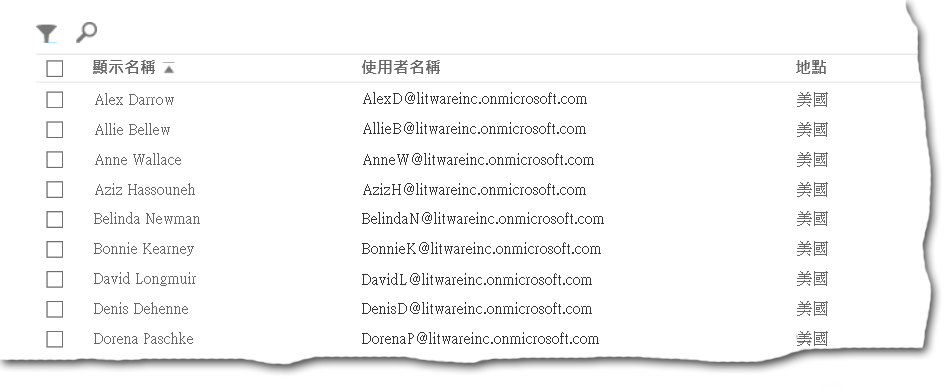 顯示名稱 使用者名稱 地點
Alex Darrow AlexD@litwareinc.onmicrosoft.com 美國
Allie Bellew AllieB@litwareinc.onmicrosoft.com 美國
Anne Wallace AnneW@litwareinc.onmicrosoft.com 美國
Aziz Hassouneh AzizH@litwareinc.onmicrosoft.com 美國
Belinda Newman BelindaN@litwareinc.onmicrosoft.com 美國
Bonnie Kearney BonnieK@litwareinc.onmicrosoft.com 美國
David Longmuir DavidL@litwareinc.onmicrosoft.com 美國
Denis Dehenne DenisD@litwareinc.onmicrosoft.com 美國
Dorena Paschke DorenaP@litwareinc.onmicrosoft.com 美國